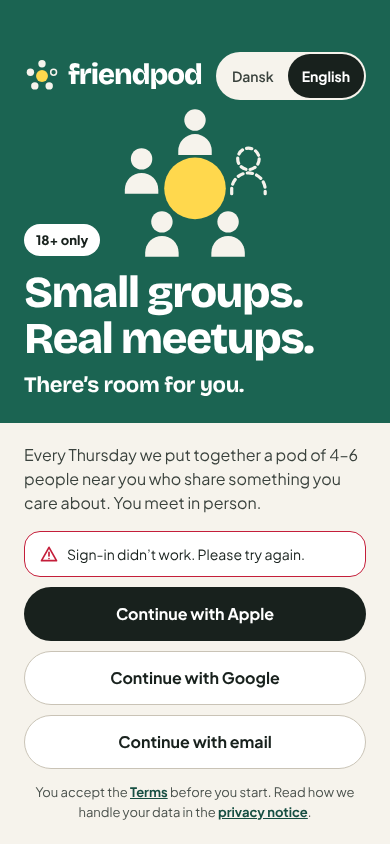 friendpod
Dansk
English
18+ only
Small groups.
Real meetups.
There's room for you.
Every Thursday we put together a pod of 4–6
people near you who share something you
care about. You meet in person.
Sign-in didn't work. Please try again.
Continue with Apple
Continue with Google
Continue with email
You accept the Terms before you start. Read how we
handle your data in the privacy notice.